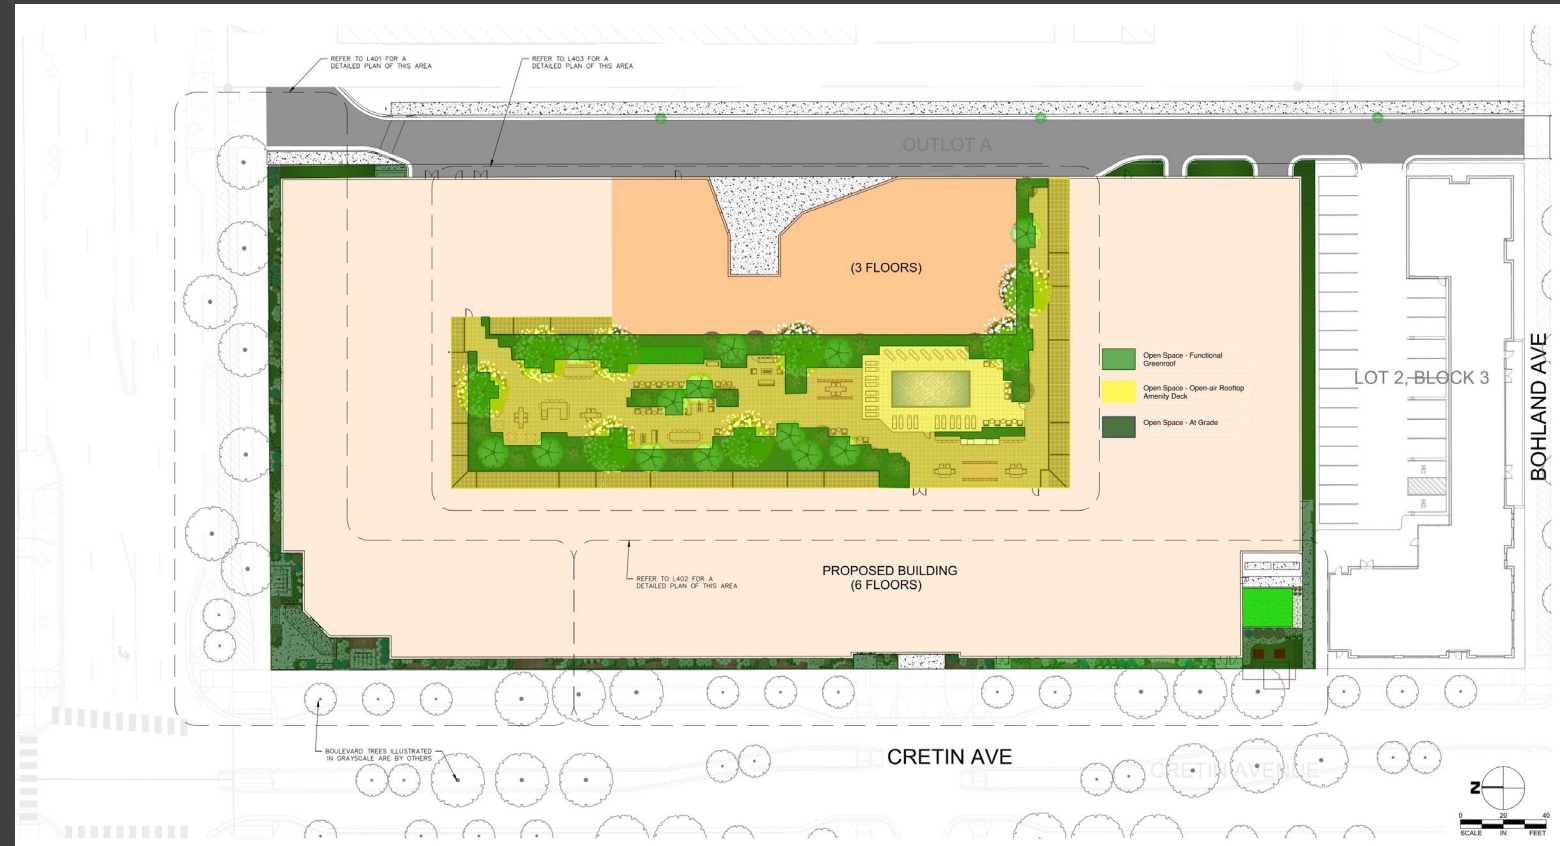 REFER TO L401 FOR A
DETAILED PLAN OF THIS AREA
REFER TO L403 FOR A
DETAILED PLAN OF THIS AREA
OUTLOT A
(3 FLOORS)
Open Space - Functional
Greenroof
Open Space - Open-air Rooftop
Amenity Deck
Open Space - At Grade
LOT 2, BLOCK 3
BOHLAND AVE
HC
HC
PROPOSED BUILDING
(6 FLOORS)
REFER TO L402 FOR A
DETAILED PLAN OF THIS AREA
BOULEVARD TREES ILLUSTRATED
IN GRAYSCALE ARE BY OTHERS
CRETIN AVE
CRETIN AVENUE
N
0 20 40
SCALE IN FEET